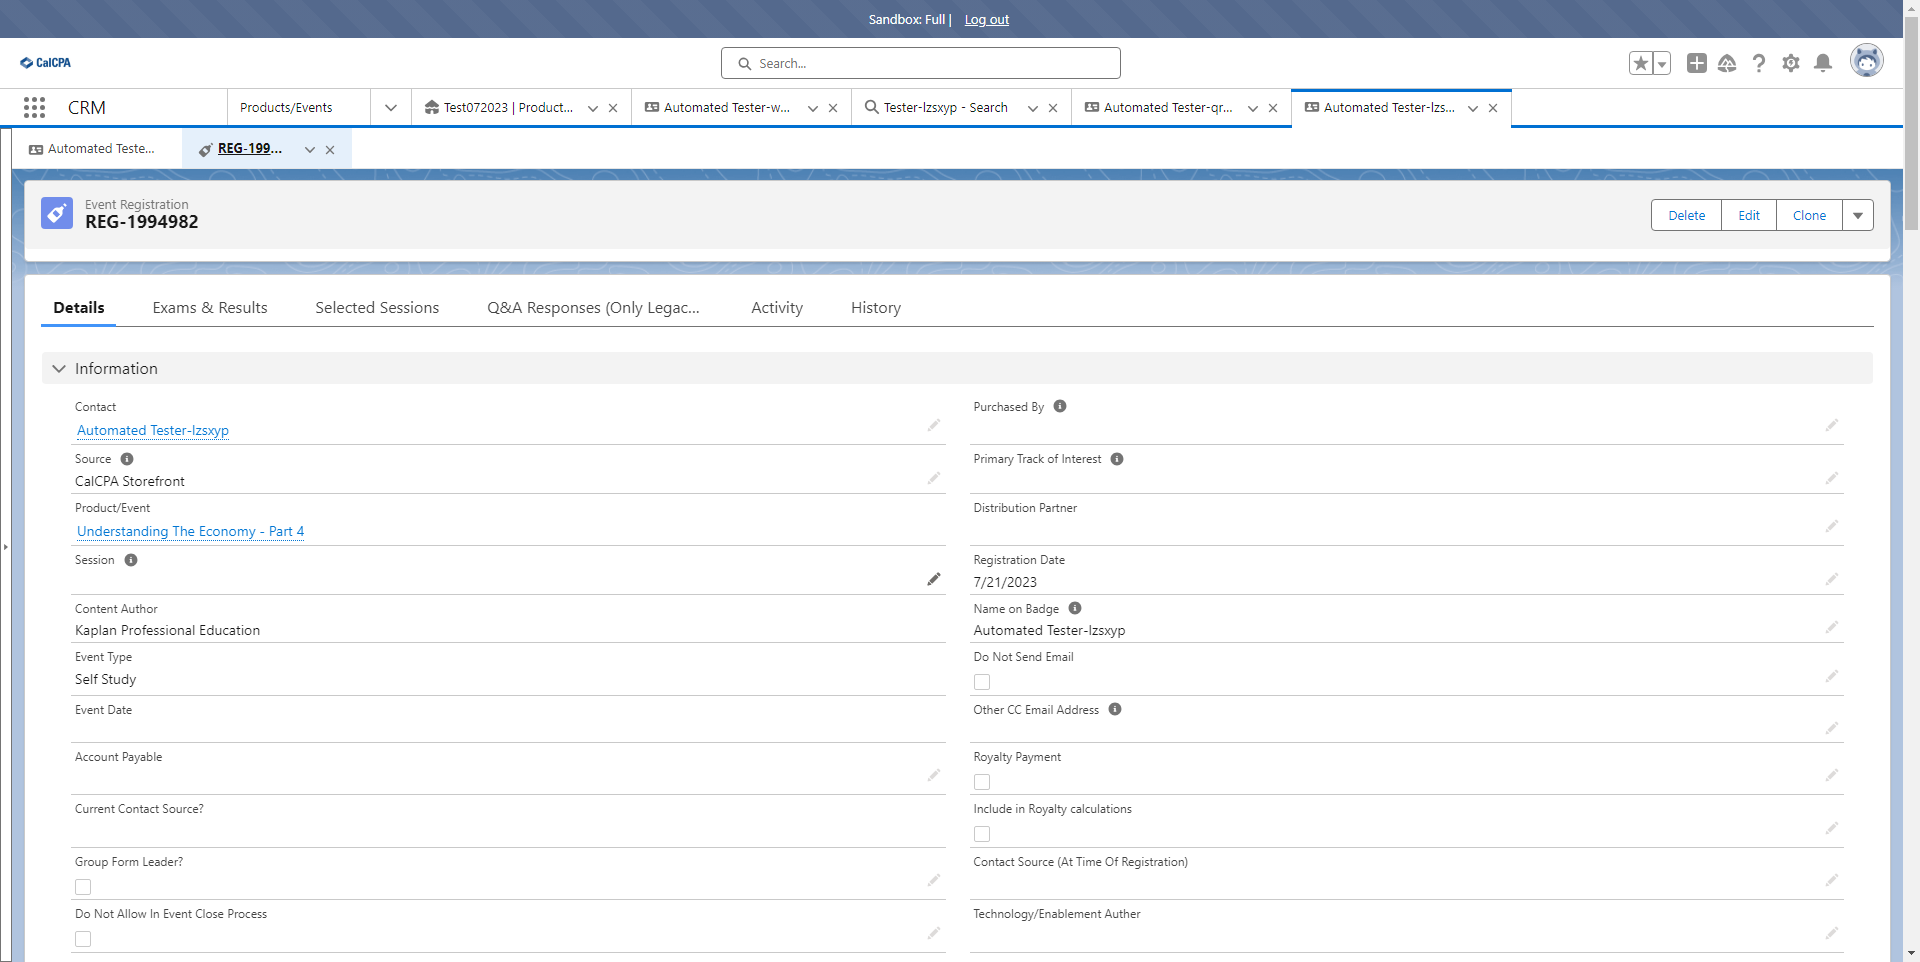 Sandbox: Full | Log out
CalCPA
Search...
CRM
Products/Events
Test072023 | Product...
Automated Tester-w...
Tester-lzsxyp - Search
Automated Tester-qr...
Automated Tester-lzs...
Automated Teste...
REG-199...
Event Registration
REG-1994982
Delete
Edit
Clone
Details
Exams & Results
Selected Sessions
Q&A Responses (Only Legac...
Activity
History
Information
Contact
Automated Tester-lzsxyp
Purchased By
Source
CalCPA Storefront
Primary Track of Interest
Product/Event
Understanding The Economy - Part 4
Distribution Partner
Session
Registration Date
7/21/2023
Content Author
Kaplan Professional Education
Name on Badge
Automated Tester-lzsxyp
Event Type
Self Study
Do Not Send Email
Event Date
Other CC Email Address
Account Payable
Royalty Payment
Current Contact Source?
Include in Royalty calculations
Group Form Leader?
Contact Source (At Time Of Registration)
Do Not Allow In Event Close Process
Technology/Enablement Auther